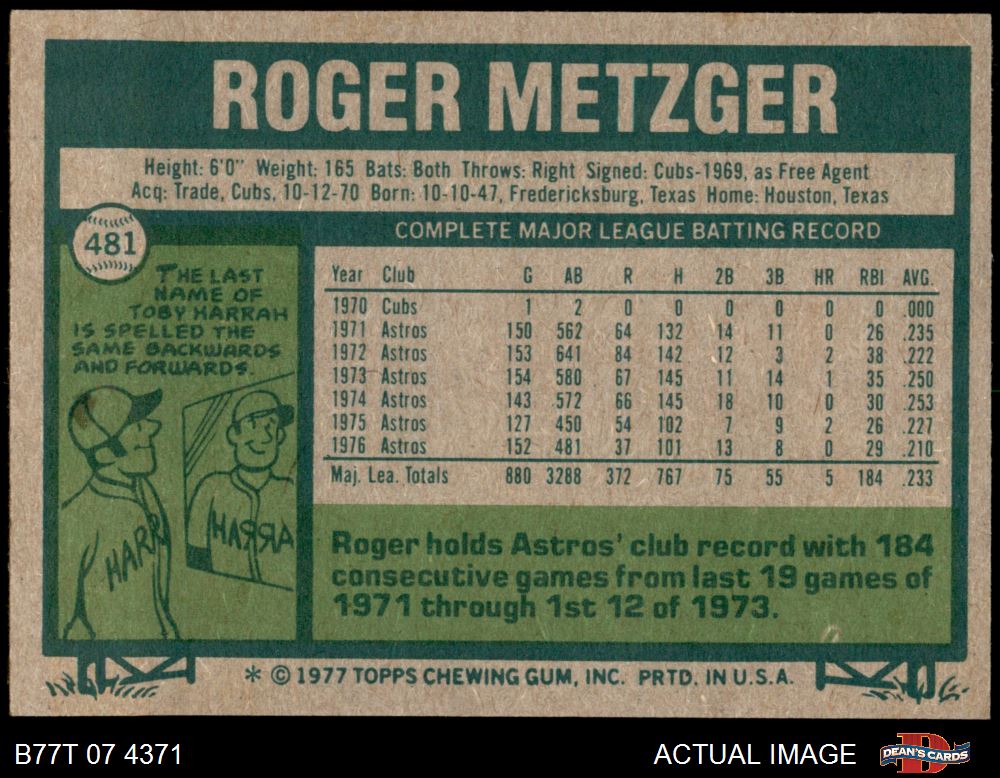 ROGER METZGER
Height: 6'0" Weight: 165 Bats: Both Throws: Right Signed: Cubs-1969, as Free Agent
Acq: Trade, Cubs, 10-12-70 Born: 10-10-47, Fredericksburg, Texas Home: Houston, Texas
481
THE LAST
NAME OF
TOBY HARRAH
IS SPELLED THE
SAME BACKWARDS
AND FORWARDS.
HARR
HARRA
COMPLETE MAJOR LEAGUE BATTING RECORD
Year Club G AB R H 2B 3B HR RBI AVG.
1970 Cubs 1 2 0 0 0 0 0 0 .000
1971 Astros 150 562 64 132 14 11 0 26 .235
1972 Astros 153 641 84 142 12 3 2 38 .222
1973 Astros 154 580 67 145 11 14 1 35 .250
1974 Astros 143 572 66 145 18 10 0 30 .253
1975 Astros 127 450 54 102 7 9 2 26 .227
1976 Astros 152 481 37 101 13 8 0 29 .210
Maj. Lea. Totals 880 3288 372 767 75 55 5 184 .233
Roger holds Astros' club record with 184
consecutive games from last 19 games of
1971 through 1st 12 of 1973.
* © 1977 TOPPS CHEWING GUM, INC. PRTD. IN U.S.A.
B77T 07 4371
ACTUAL IMAGE
D
DEAN'S CARDS